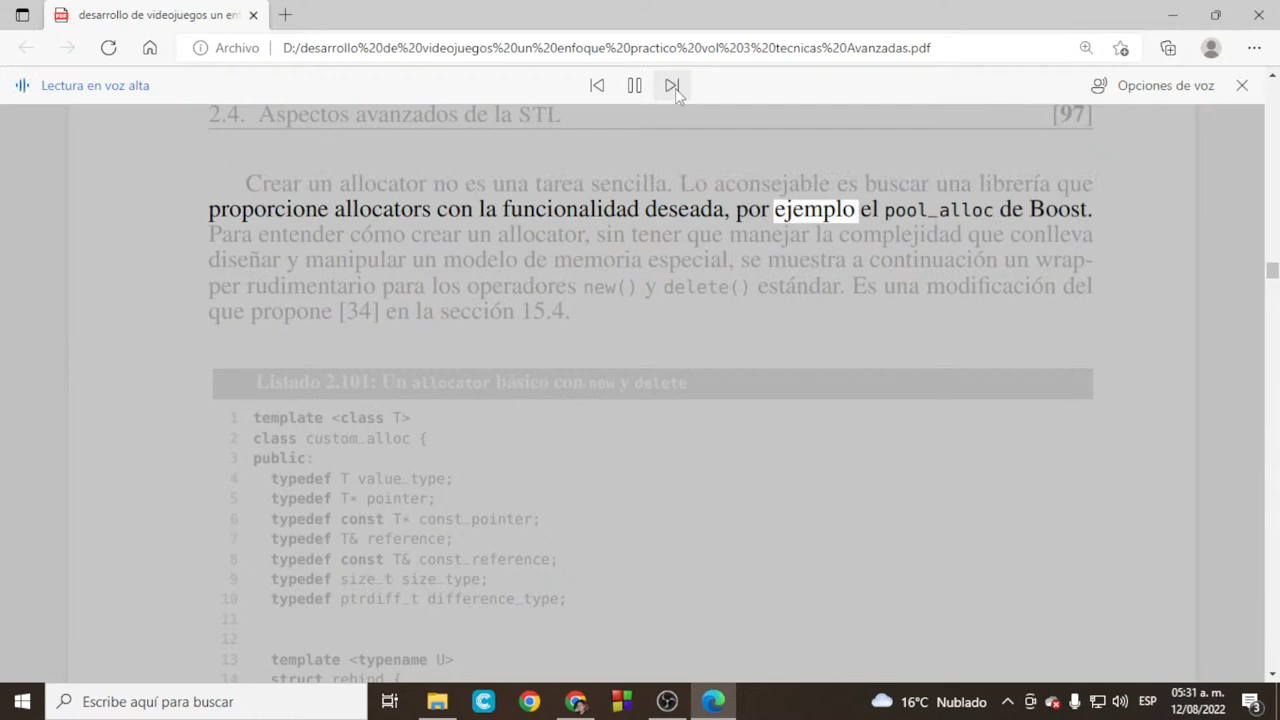 desarrollo de videojuegos un en
Archivo
D:/desarrollo%20de%20videojuegos%20un%20enfoque%20practico%20vol%203%20tecnicas%20Avanzadas.pdf
Lectura en voz alta
Opciones de voz
2.4. Aspectos avanzados de la STL [97]
Crear un allocator no es una tarea sencilla. Lo aconsejable es buscar una librería que
proporcione allocators con la funcionalidad deseada, por ejemplo el pool_alloc de Boost.
Para entender cómo crear un allocator, sin tener que manejar la complejidad que conlleva
diseñar y manipular un modelo de memoria especial, se muestra a continuación un wrap-
per rudimentario para los operadores new() y delete() estándar. Es una modificación del
que propone [34] en la sección 15.4.
Listado 2.101: Un allocator básico con new y delete
1 template <class T>
2 class custom_alloc {
3 public:
4 typedef T value_type;
5 typedef T* pointer;
6 typedef const T* const_pointer;
7 typedef T& reference;
8 typedef const T& const_reference;
9 typedef size_t size_type;
10 typedef ptrdiff_t difference_type;
11
12
13 template <typename U>
14 struct rebind {
Escribe aquí para buscar
16°C Nublado
ESP
05:31 a. m.
12/08/2022
3